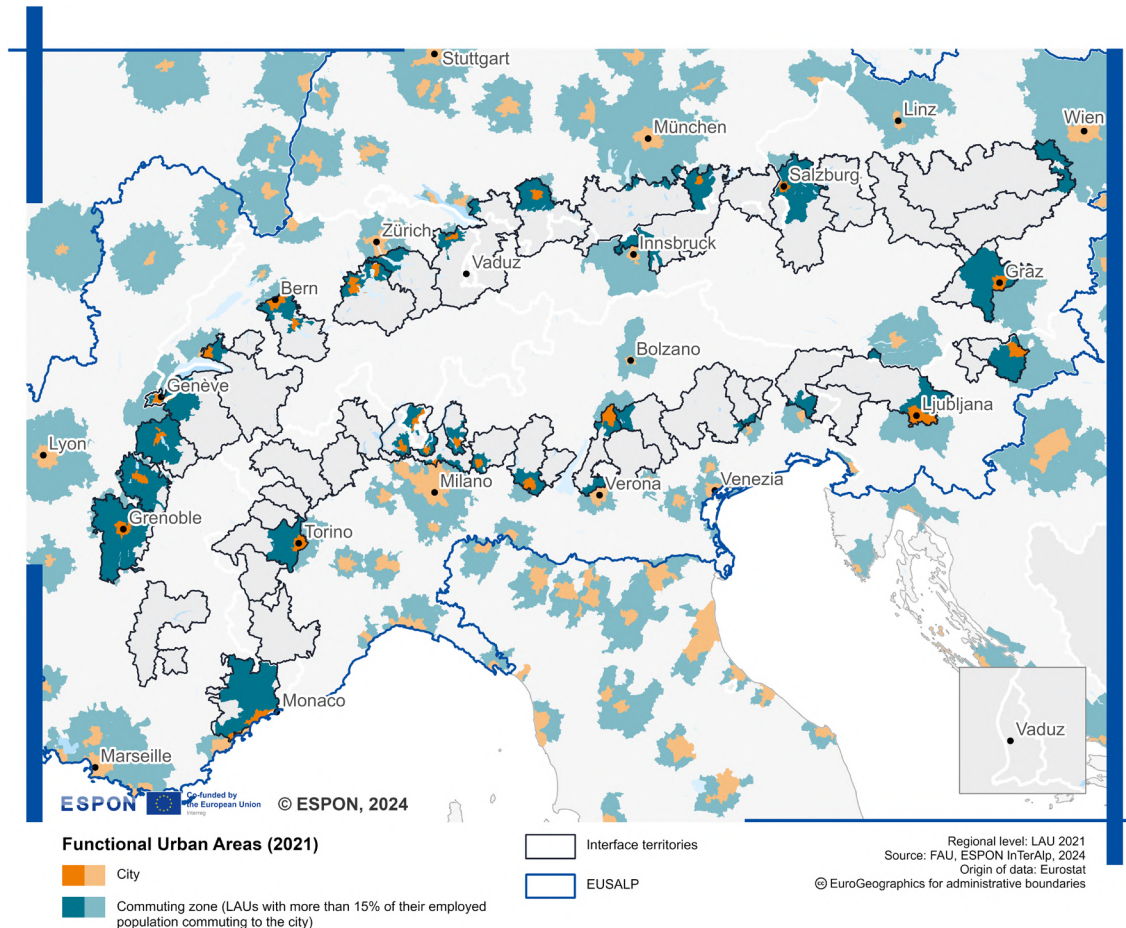 Stuttgart
Linz
Wien
München
Salzburg
Zürich
Innsbruck
Vaduz
Graz
Bern
Bolzano
Genève
Ljubljana
Lyon
Milano
Verona
Venezia
Grenoble
Torino
Monaco
Marseille
Vaduz
ESPON
Co-funded by
the European Union
Interreg
© ESPON, 2024
Functional Urban Areas (2021)
City
Commuting zone (LAUs with more than 15% of their employed
population commuting to the city)
Interface territories
EUSALP
Regional level: LAU 2021
Source: FAU, ESPON InTerAlp, 2024
Origin of data: Eurostat
cc EuroGeographics for administrative boundaries